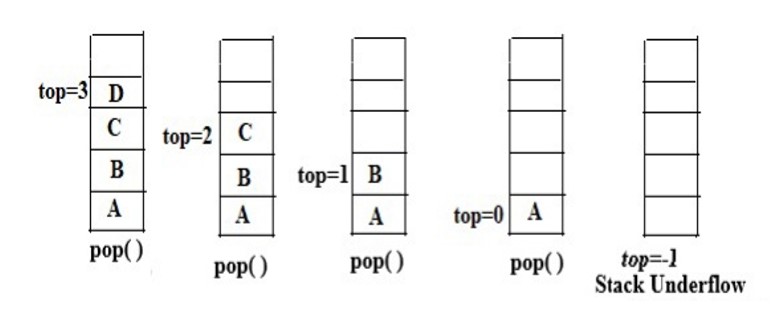 top=3 D
C
B
A
pop()
top=2 C
B
A
pop()
top=1 B
A
pop()
top=0 A
pop()
top=-1
Stack Underflow